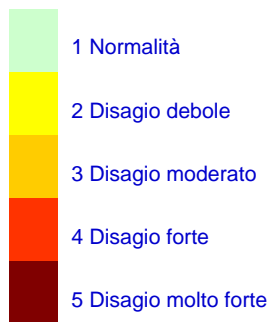 1 Normalità
2 Disagio debole
3 Disagio moderato
4 Disagio forte
5 Disagio molto forte